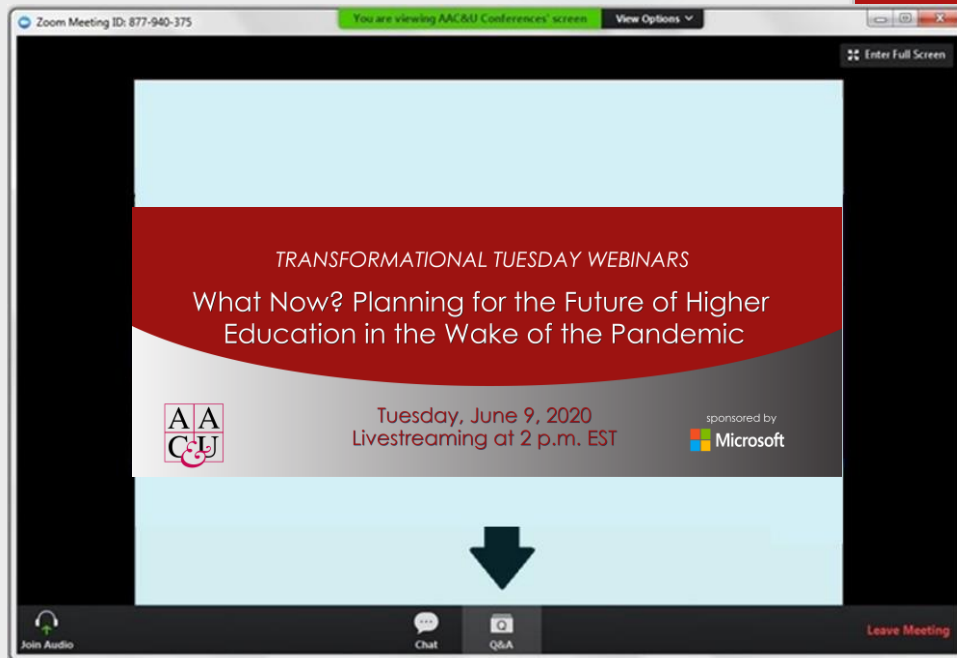 Zoom Meeting ID: 877-940-375
You are viewing AAC&U Conferences' screen
View Options
Enter Full Screen
TRANSFORMATIONAL TUESDAY WEBINARS
What Now? Planning for the Future of Higher
Education in the Wake of the Pandemic
A A
C&U
Tuesday, June 9, 2020
Livestreaming at 2 p.m. EST
sponsored by
Microsoft
Join Audio
Chat
Q
Q&A
Leave Meeting